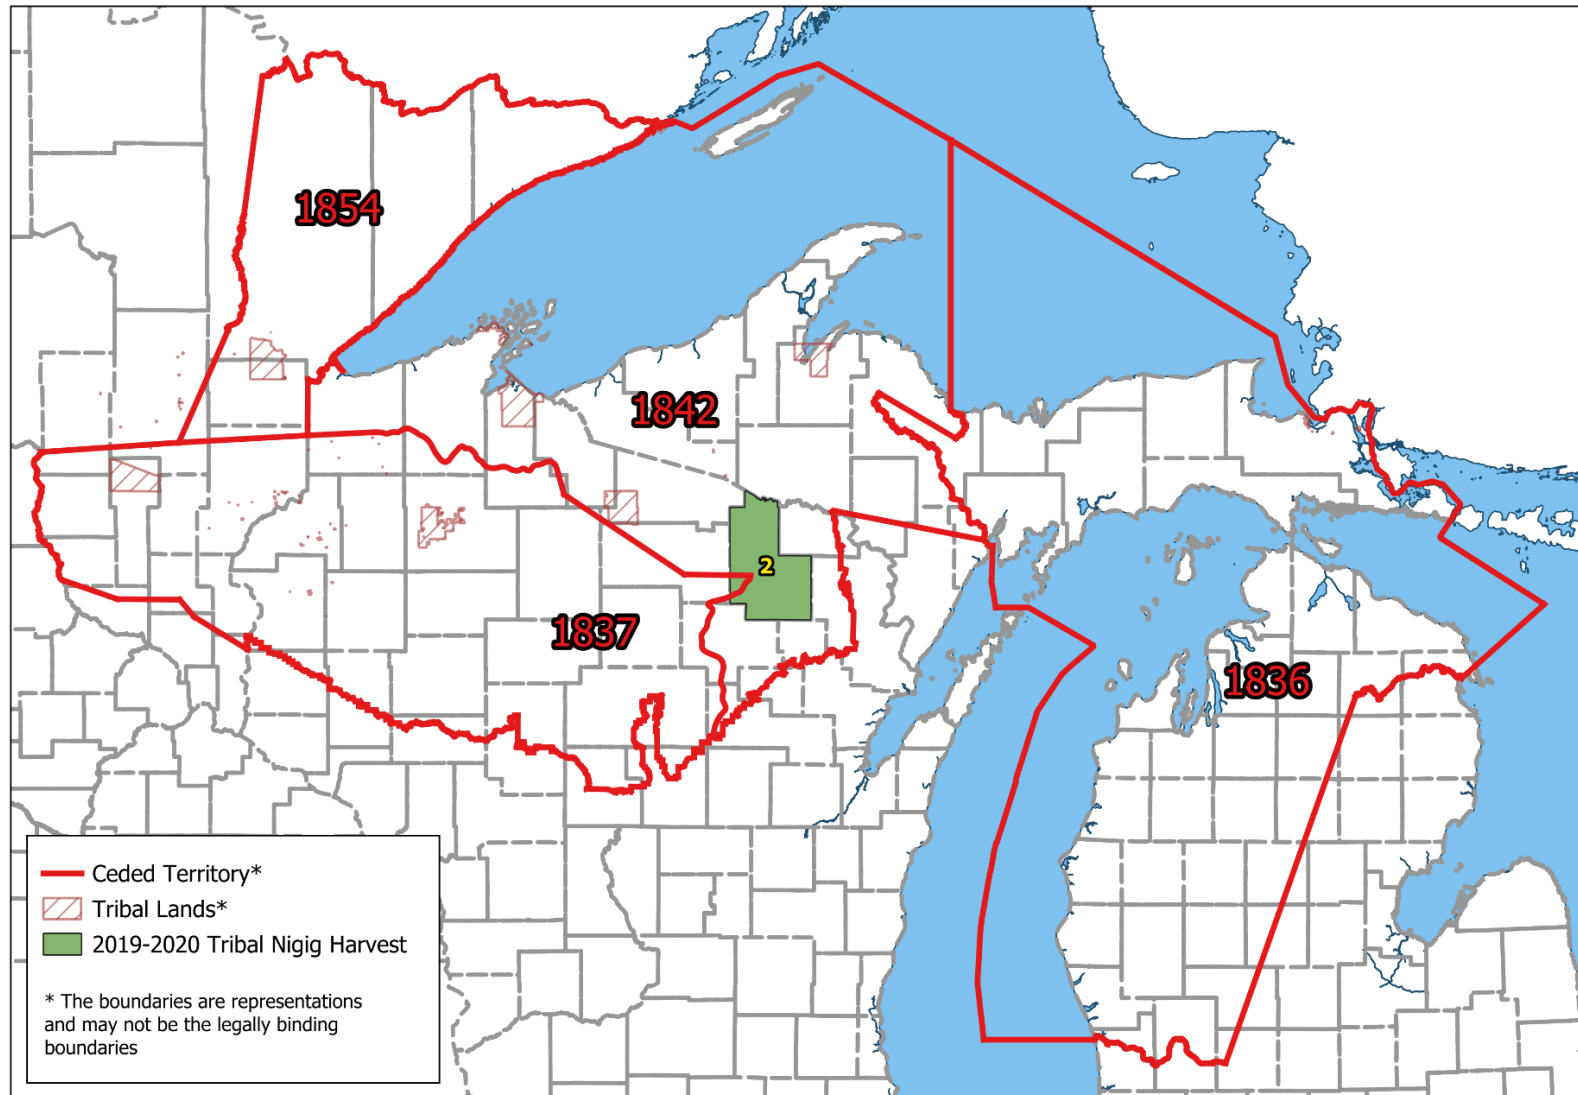 1854
1842
2
1837
1836
Ceded Territory*
Tribal Lands*
2019-2020 Tribal Nigig Harvest
* The boundaries are representations
and may not be the legally binding
boundaries